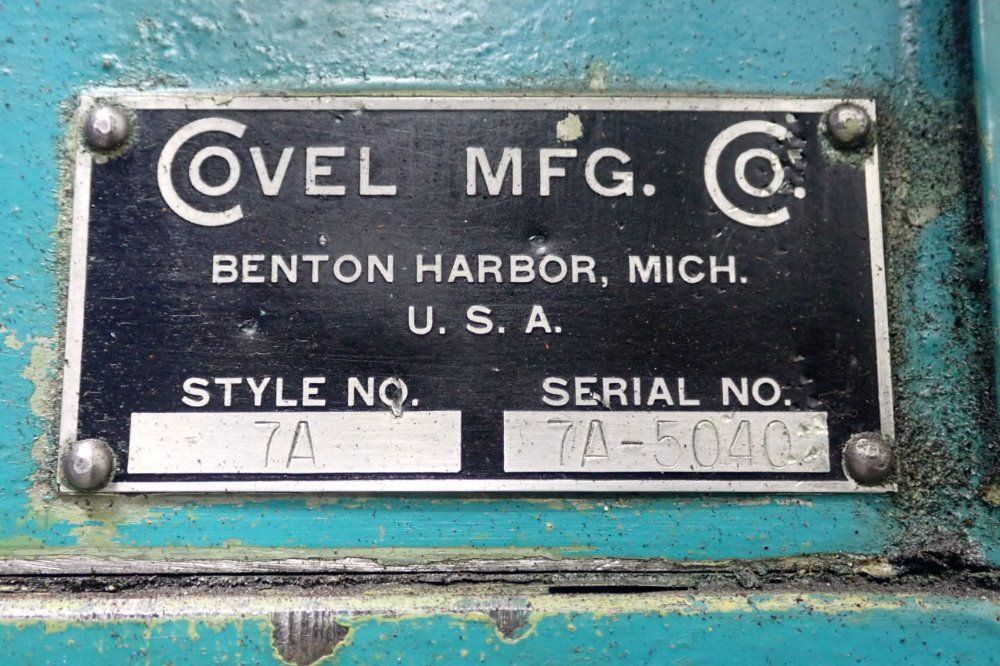 COVEL MFG. CO.
BENTON HARBOR, MICH.
U. S. A.
STYLE NO. SERIAL NO.
7A 7A-5040